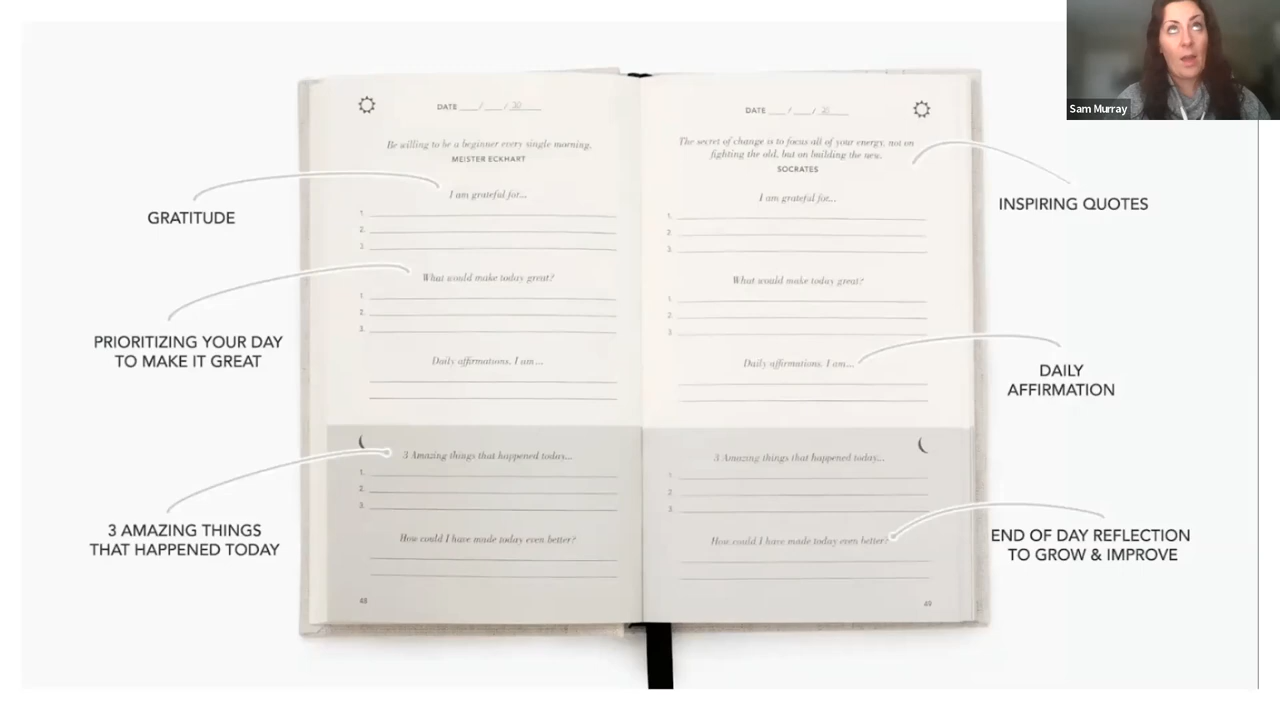 Sam Murray
DATE __/__/20__
Be willing to be a beginner every single morning.
MEISTER ECKHART
I am grateful for...
1.
2.
3.
What would make today great?
1.
2.
3.
Daily affirmations. I am...
3 Amazing things that happened today...
1.
2.
3.
How could I have made today even better?
48
DATE __/__/20__
The secret of change is to focus all of your energy, not on
fighting the old, but on building the new.
SOCRATES
I am grateful for...
1.
2.
3.
What would make today great?
1.
2.
3.
Daily affirmations. I am...
3 Amazing things that happened today...
1.
2.
3.
How could I have made today even better?
49
GRATITUDE
PRIORITIZING YOUR DAY
TO MAKE IT GREAT
3 AMAZING THINGS
THAT HAPPENED TODAY
INSPIRING QUOTES
DAILY
AFFIRMATION
END OF DAY REFLECTION
TO GROW & IMPROVE